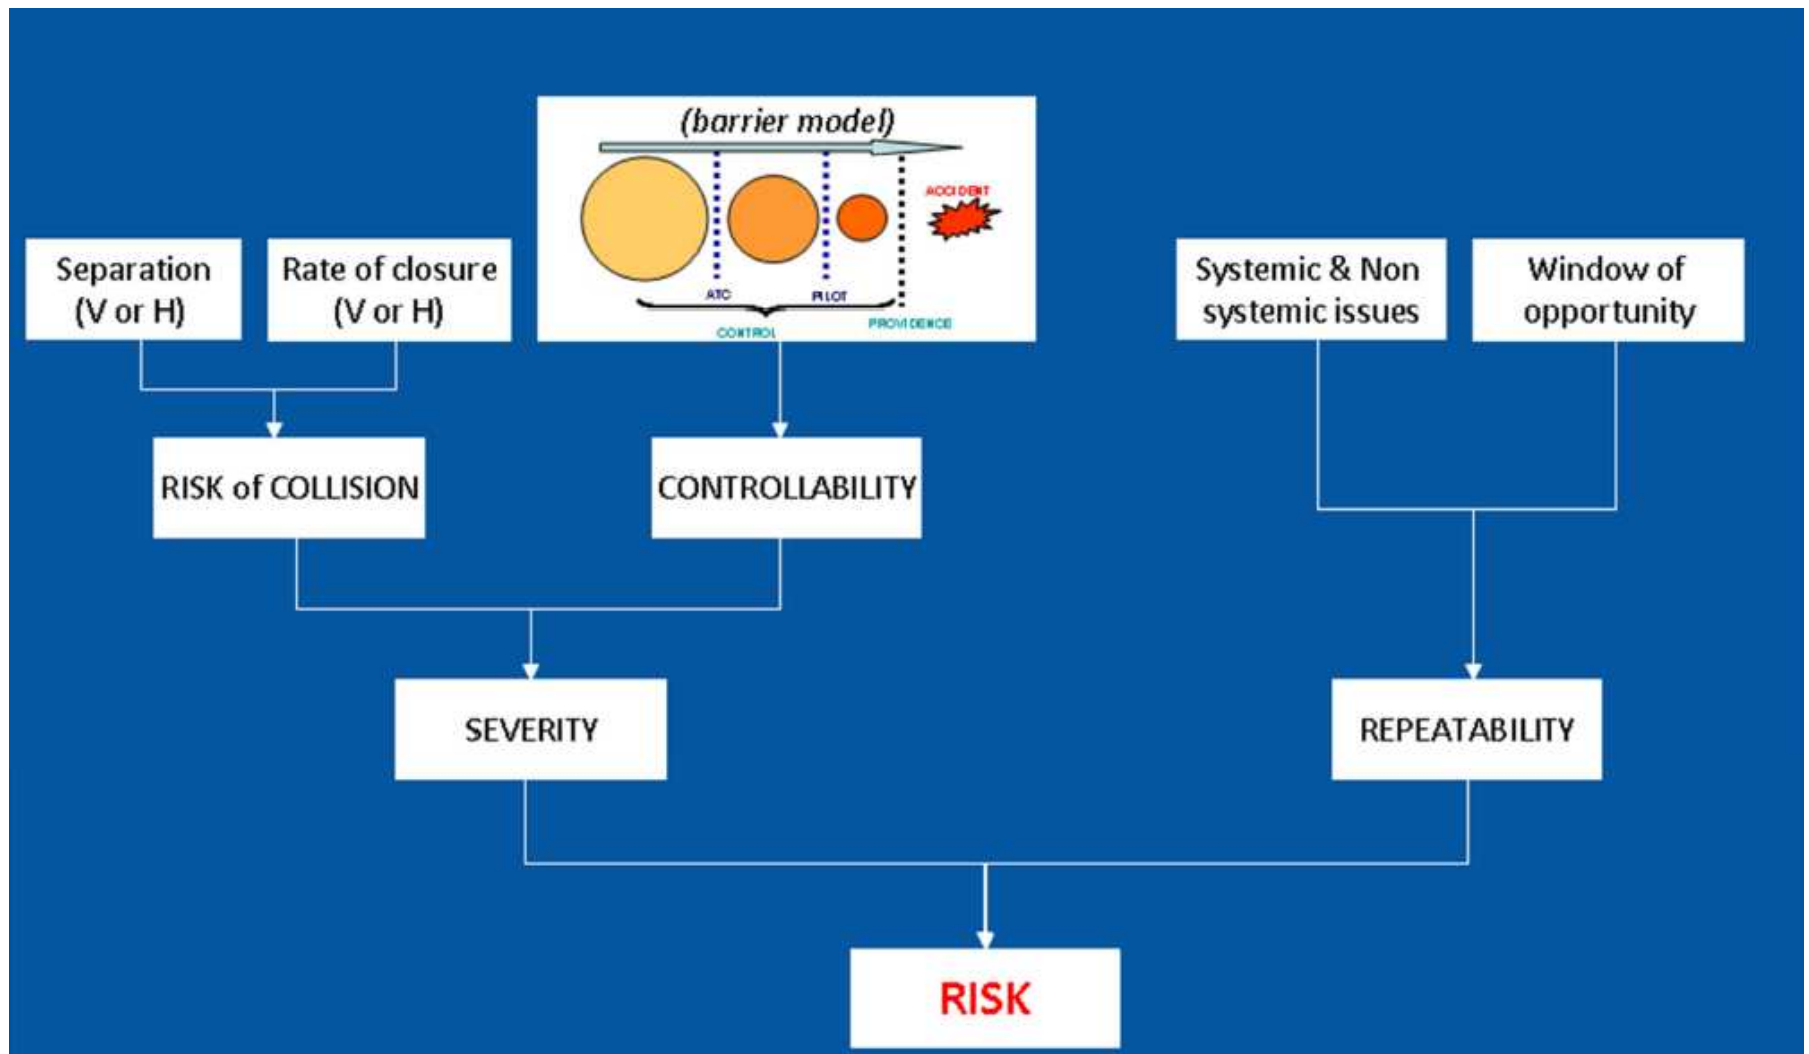 (barrier model)
ACCIDENT
ATC
PILOT
CONTROL
PROVIDENCE
Separation
(V or H)
Rate of closure
(V or H)
Systemic & Non
systemic issues
Window of
opportunity
RISK of COLLISION
CONTROLLABILITY
SEVERITY
REPEATABILITY
RISK